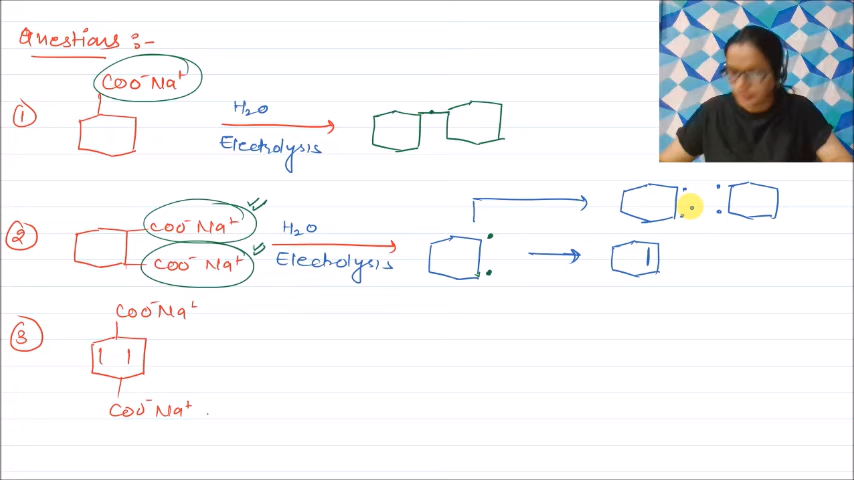 Questions :-
COO⁻Na⁺
① H₂O
Electrolysis
② COO⁻Na⁺ H₂O
COO⁻Na⁺ Electrolysis
③ COO⁻Na⁺
COO⁻Na⁺